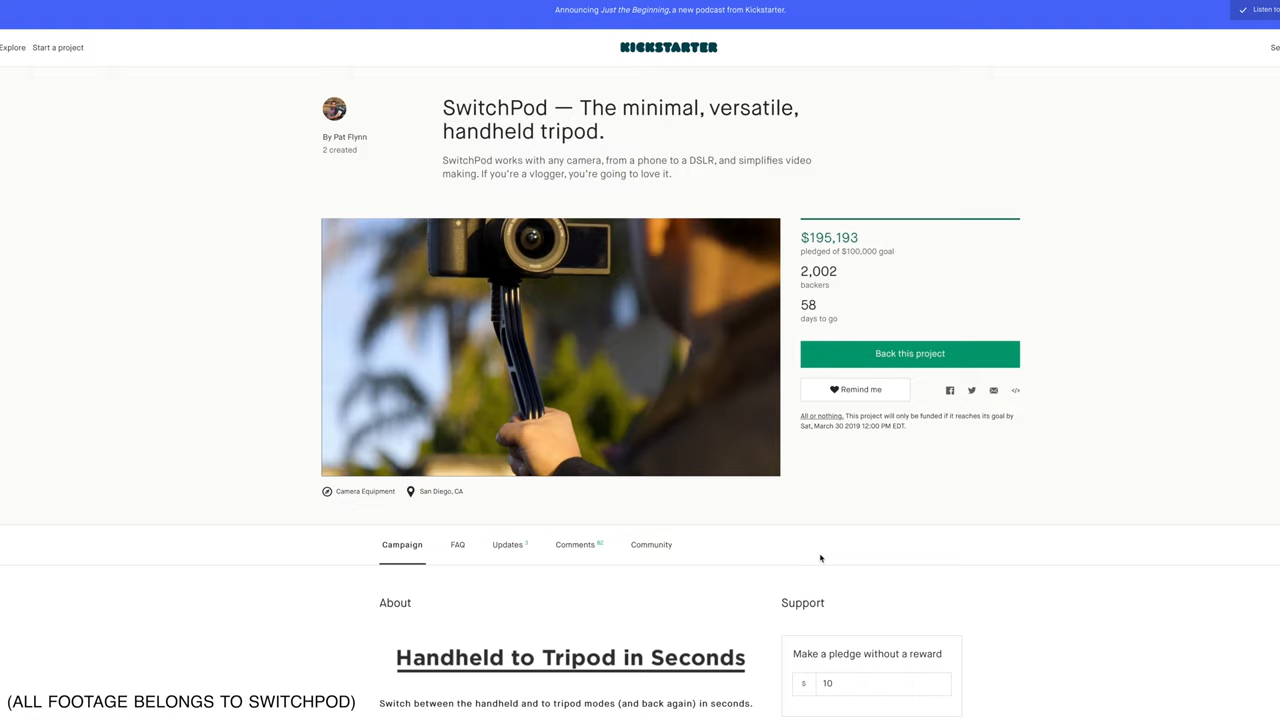 Announcing Just the Beginning, a new podcast from Kickstarter.
Listen to
Explore Start a project
KICKSTARTER
Se
SwitchPod — The minimal, versatile,
handheld tripod.
By Pat Flynn
2 created
SwitchPod works with any camera, from a phone to a DSLR, and simplifies video
making. If you're a vlogger, you're going to love it.
$195,193
pledged of $100,000 goal
2,002
backers
58
days to go
Back this project
Remind me
All or nothing. This project will only be funded if it reaches its goal by
Sat, March 30 2019 12:00 PM EDT.
Camera Equipment San Diego, CA
Campaign FAQ Updates 3 Comments 82 Community
About
Support
Handheld to Tripod in Seconds
Make a pledge without a reward
$ 10
Switch between the handheld and to tripod modes (and back again) in seconds.
(ALL FOOTAGE BELONGS TO SWITCHPOD)